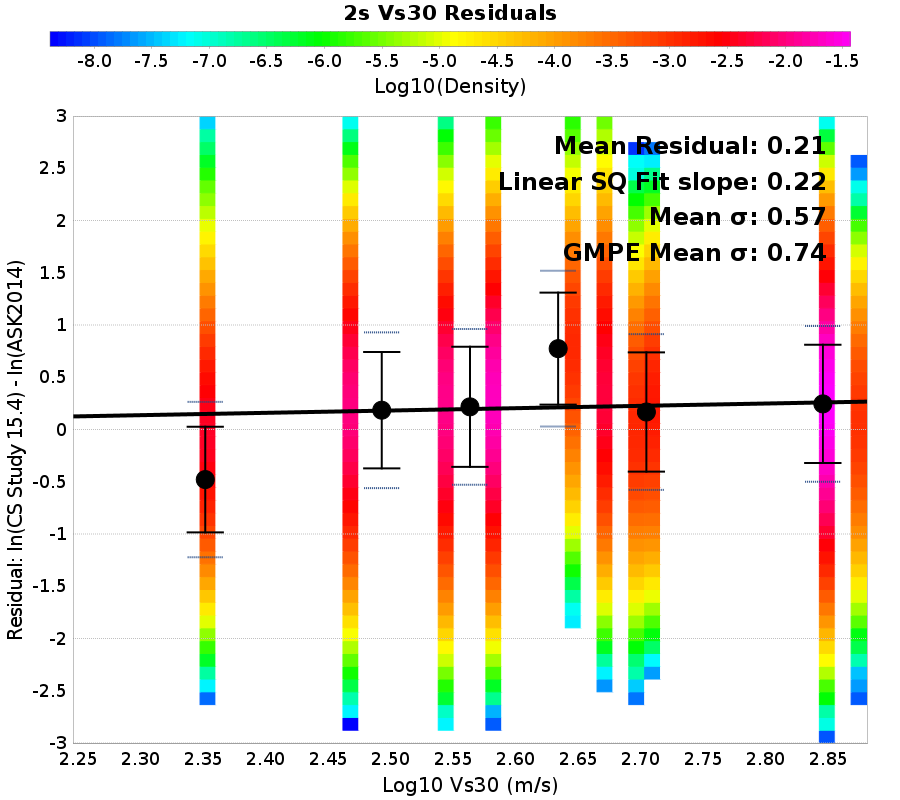 2s Vs30 Residuals
-8.0 -7.5 -7.0 -6.5 -6.0 -5.5 -5.0 -4.5 -4.0 -3.5 -3.0 -2.5 -2.0 -1.5
Log10(Density)
Mean Residual: 0.21
Linear SQ Fit slope: 0.22
Mean σ: 0.57
GMPE Mean σ: 0.74
Residual: ln(CS Study 15.4) - ln(ASK2014)
3
2.5
2
1.5
1
0.5
0
-0.5
-1
-1.5
-2
-2.5
-3
2.25 2.30 2.35 2.40 2.45 2.50 2.55 2.60 2.65 2.70 2.75 2.80 2.85
Log10 Vs30 (m/s)